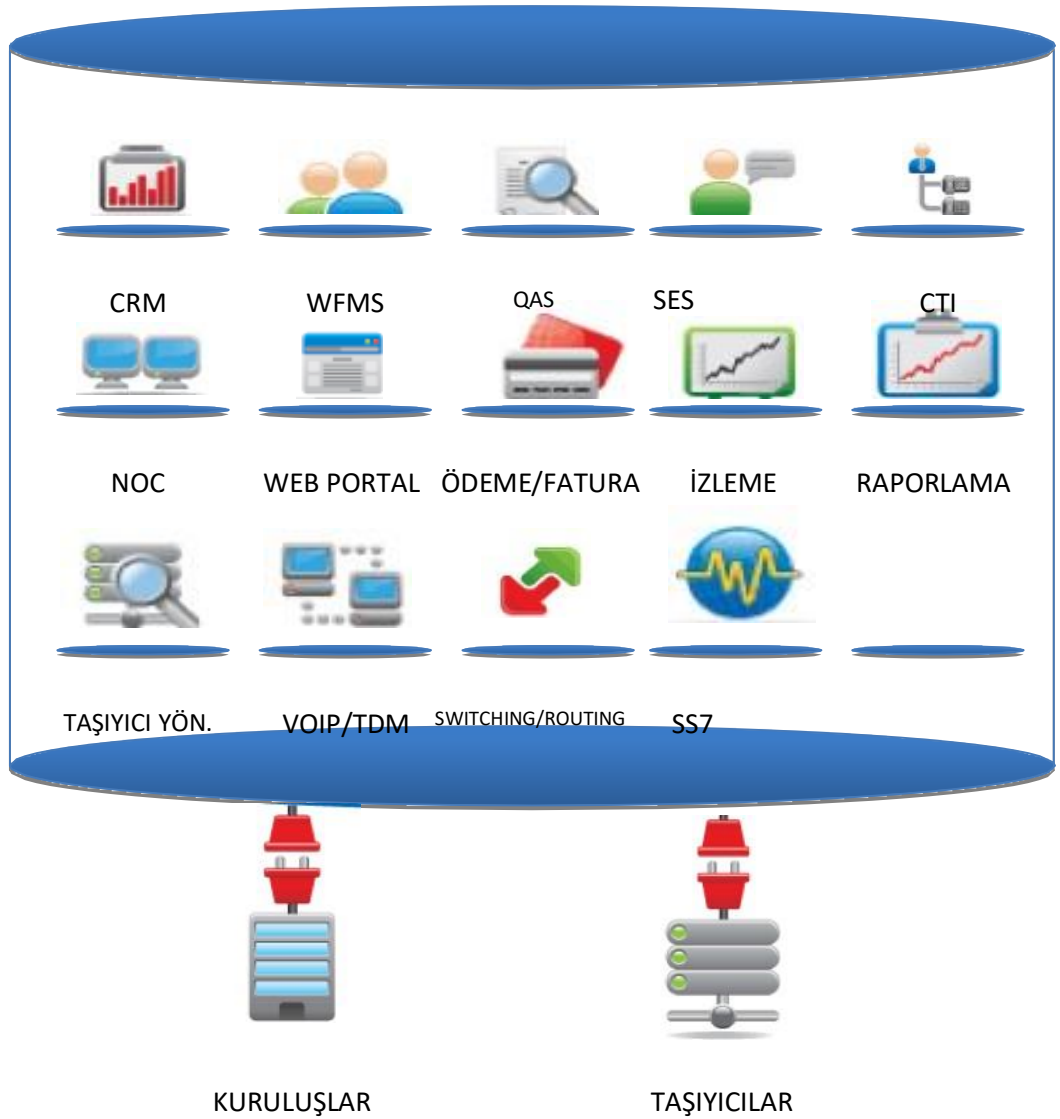 CRM WFMS QAS SES CTI
NOC WEB PORTAL ÖDEME/FATURA İZLEME RAPORLAMA
TAŞIYICI YÖN. VOIP/TDM SWITCHING/ROUTING SS7
KURULUŞLAR TAŞIYICILAR